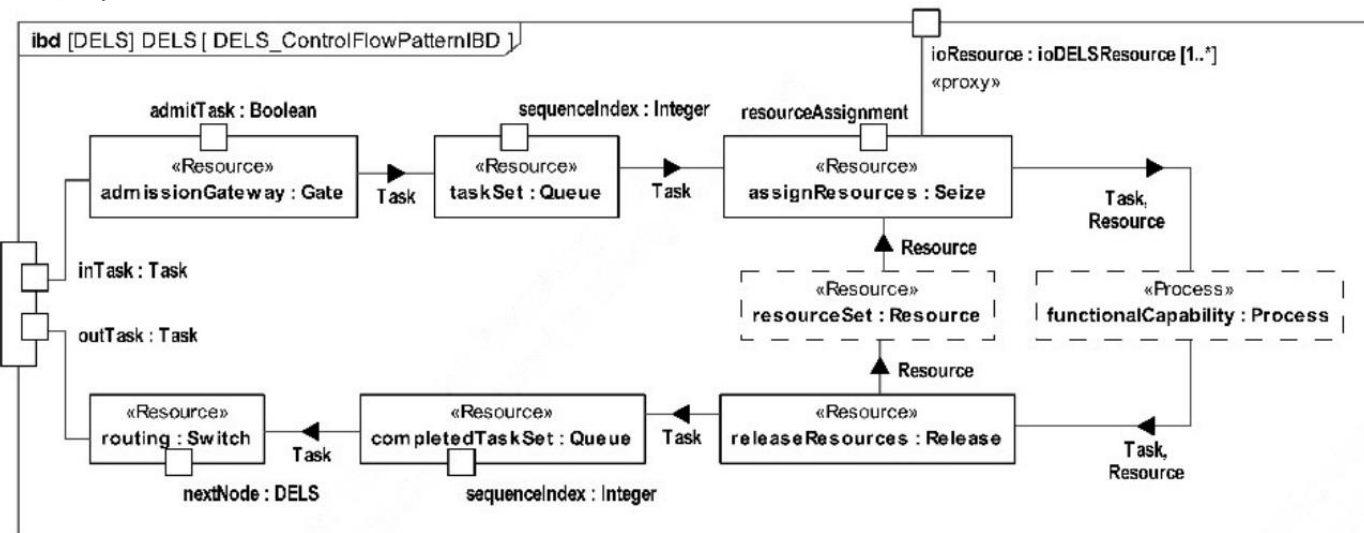 ibd [DELS] DELS [ DELS_ControlFlowPatternIBD ]
ioResource : ioDELSResource [1..*]
«proxy»
admitTask : Boolean
sequenceIndex : Integer
resourceAssignment
«Resource»
admissionGateway : Gate
Task
«Resource»
taskSet : Queue
Task
«Resource»
assignResources : Seize
Task,
Resource
Resource
inTask : Task
«Resource»
resourceSet : Resource
«Process»
functionalCapability : Process
outTask : Task
Resource
«Resource»
routing : Switch
Task
«Resource»
completedTaskSet : Queue
Task
«Resource»
releaseResources : Release
Task,
Resource
nextNode : DELS
sequenceIndex : Integer